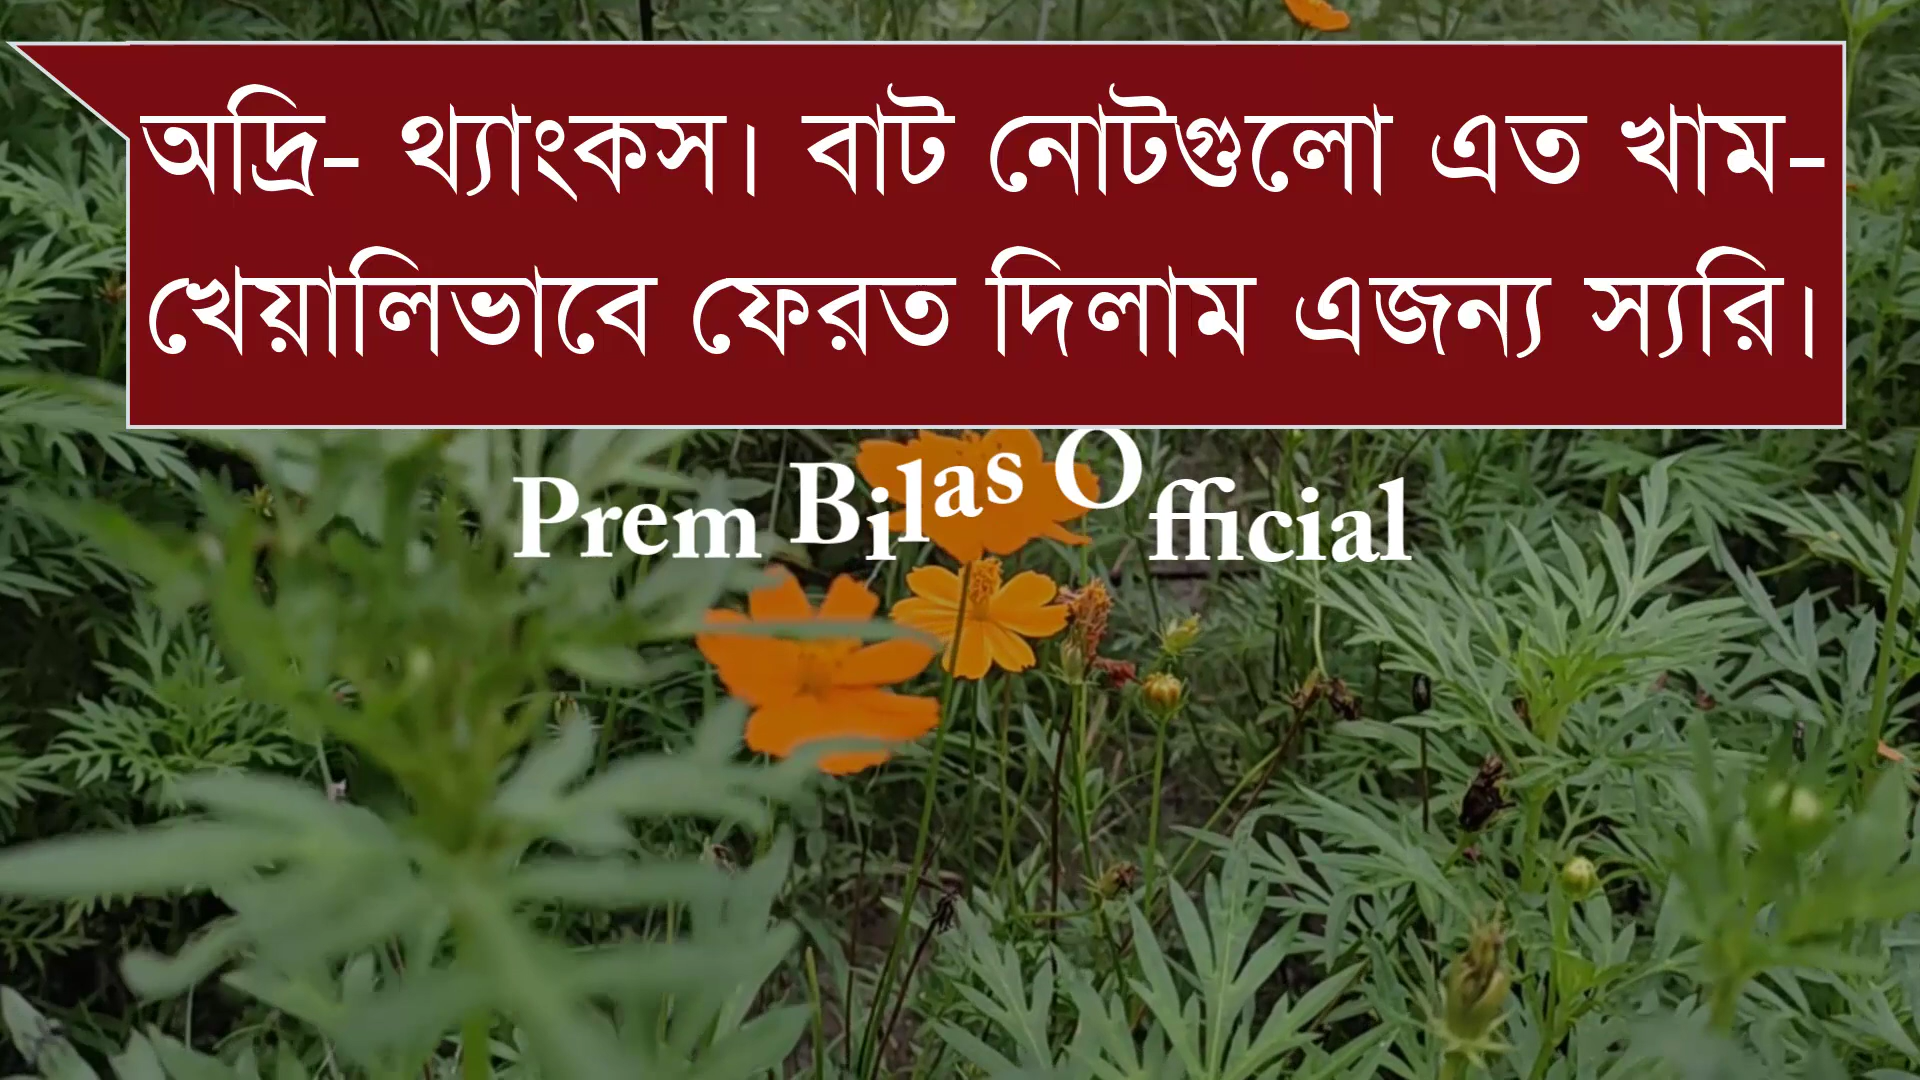 অদ্রি- থ্যাংকস। বাট নোটগুলো এত খাম-
খেয়ালিভাবে ফেরত দিলাম এজন্য স্যরি।
Prem Bilas Official